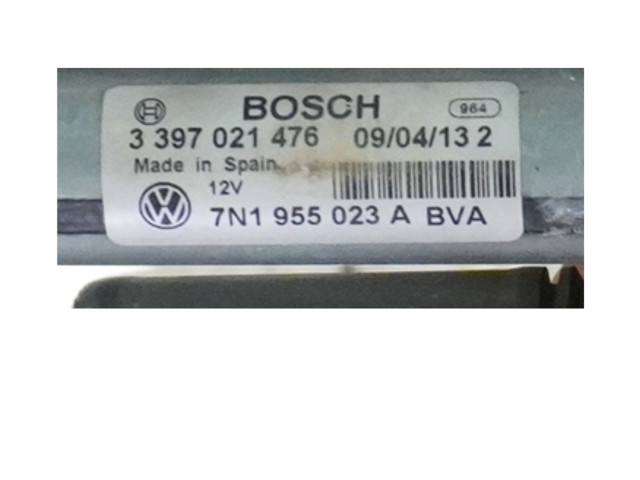 BOSCH 964
3 397 021 476 09/04/13 2
Made in Spain
12V
7N1 955 023 A BVA